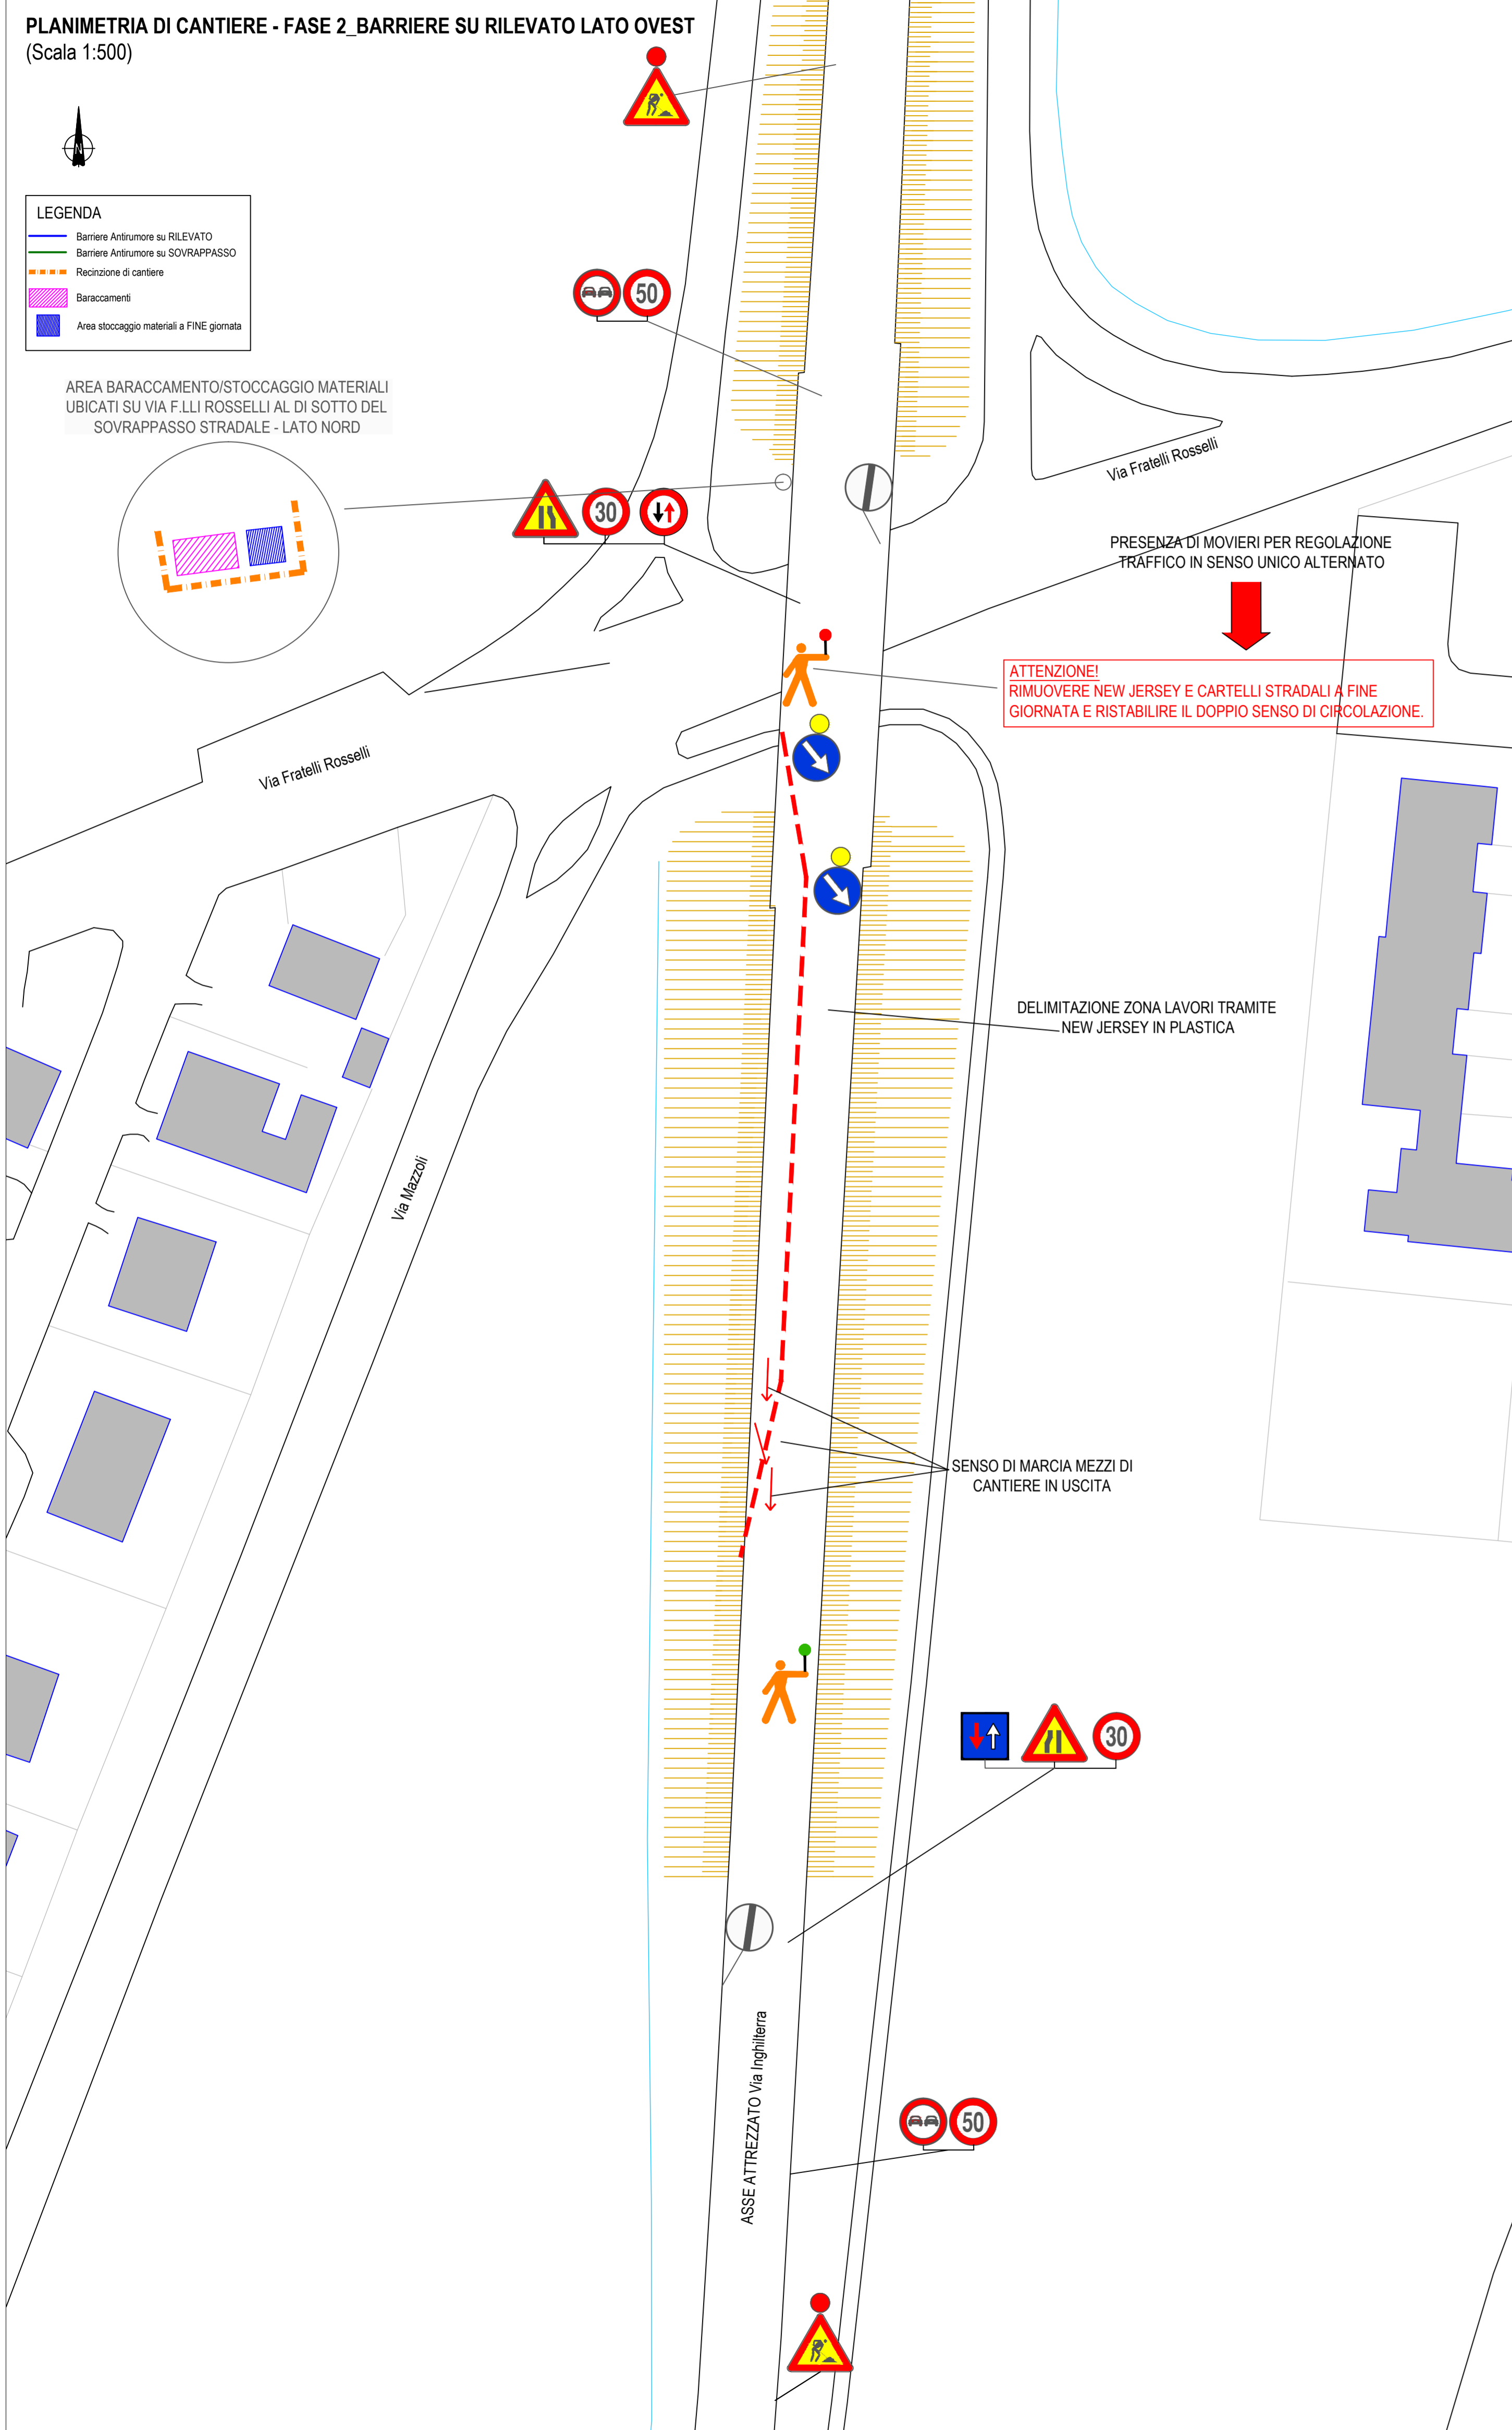 PLANIMETRIA DI CANTIERE - FASE 2_BARRIERE SU RILEVATO LATO OVEST
(Scala 1:500)
N
LEGENDA
Barriere Antirumore su RILEVATO
Barriere Antirumore su SOVRAPPASSO
Recinzione di cantiere
Baraccamenti
Area stoccaggio materiali a FINE giornata
50
AREA BARACCAMENTO/STOCCAGGIO MATERIALI
UBICATI SU VIA F.LLI ROSSELLI AL DI SOTTO DEL
SOVRAPPASSO STRADALE - LATO NORD
Via Fratelli Rosselli
30
PRESENZA DI MOVIERI PER REGOLAZIONE
TRAFFICO IN SENSO UNICO ALTERNATO
ATTENZIONE!
RIMUOVERE NEW JERSEY E CARTELLI STRADALI A FINE
GIORNATA E RISTABILIRE IL DOPPIO SENSO DI CIRCOLAZIONE.
Via Fratelli Rosselli
DELIMITAZIONE ZONA LAVORI TRAMITE
NEW JERSEY IN PLASTICA
Via Mazzoli
SENSO DI MARCIA MEZZI DI
CANTIERE IN USCITA
30
ASSE ATTREZZATO Via Inghilterra
50